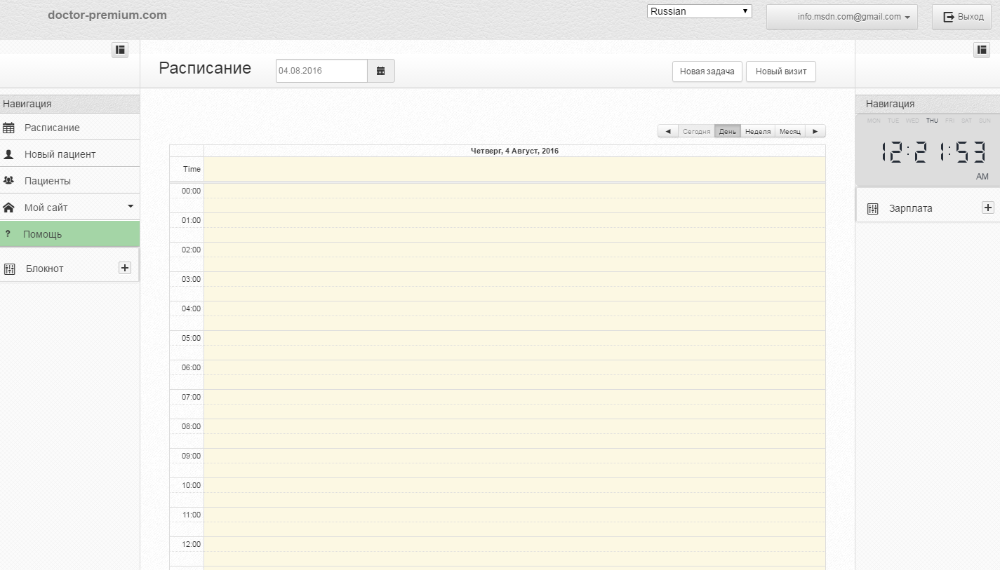 doctor-premium.com
Russian
info.msdn.com@gmail.com
Выход
Расписание
04.08.2016
Новая задача
Новый визит
Навигация
Расписание
Новый пациент
Пациенты
Мой сайт
? Помощь
Блокнот
Сегодня День Неделя Месяц
Четверг, 4 Август, 2016
Time
00:00
01:00
02:00
03:00
04:00
05:00
06:00
07:00
08:00
09:00
10:00
11:00
12:00
Навигация
MON TUE WED THU FRI SAT SUN
12:21:53
AM
Зарплата